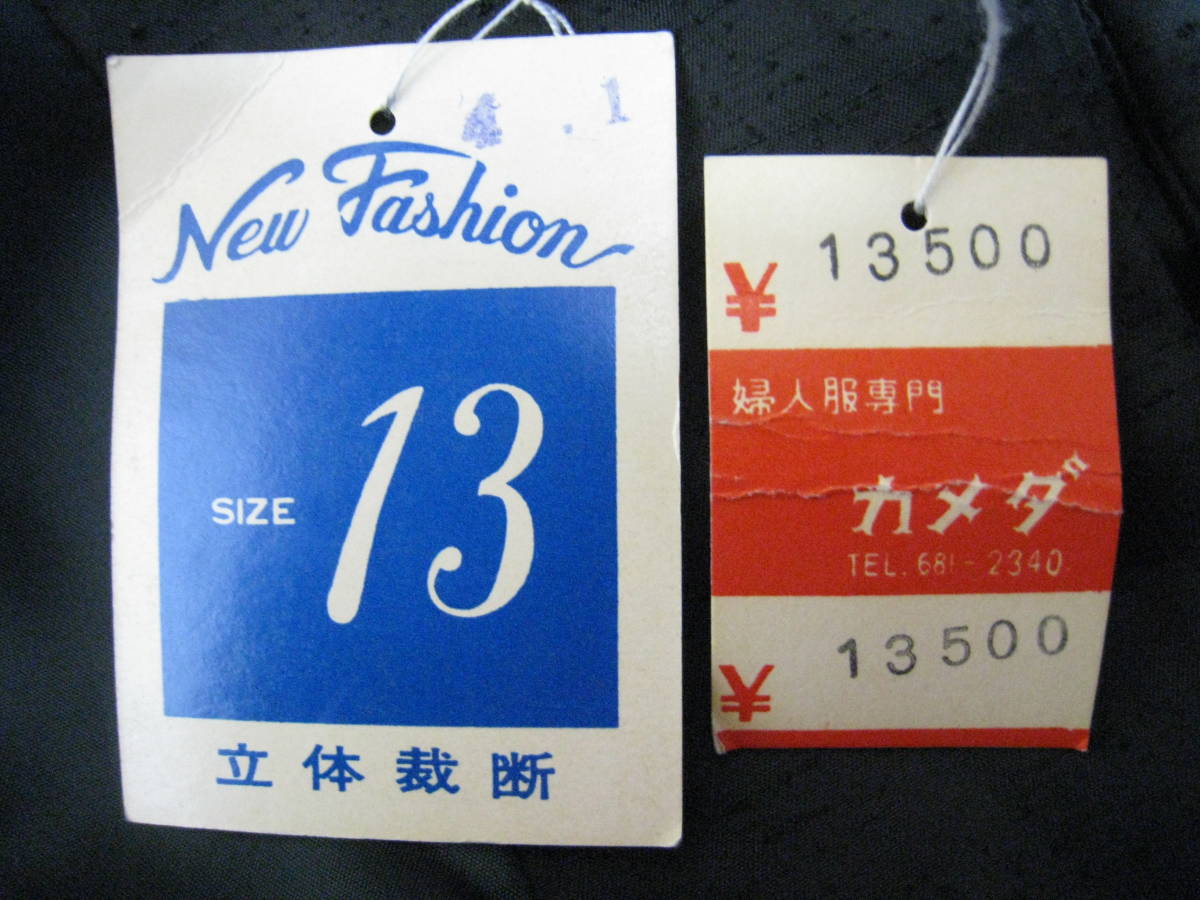 4.1
New Fashion
SIZE 13
立体裁断
¥ 13500
婦人服専門
カメダ
TEL. 681-2340
¥ 13500